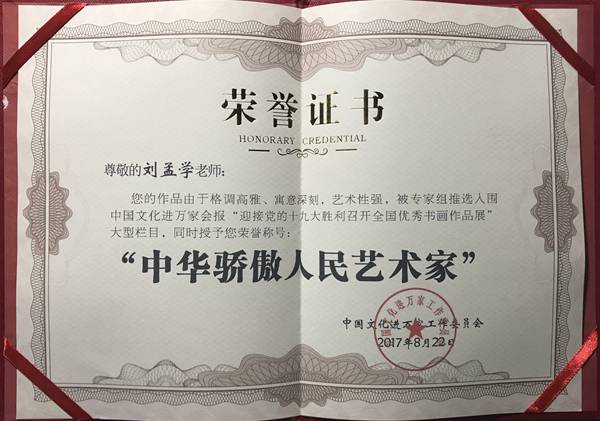 荣誉证书
HONORARY CREDENTIAL
尊敬的刘孟学老师:
您的作品由于格调高雅、寓意深刻，艺术性强，被专家组推选入围
中国文化进万家会报“迎接党的十九大胜利召开全国优秀书画作品展”
大型栏目，同时授予您荣誉称号:
“中华骄傲人民艺术家”
中国文化进万家工作委员会
2017年8月22日